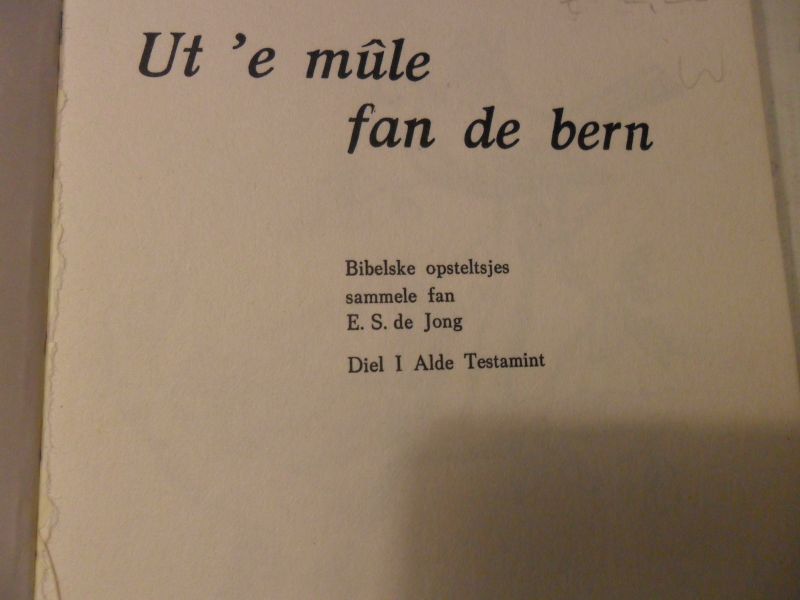 Ut 'e mûle
fan de bern
Bibelske opsteltsjes
sammele fan
E. S. de Jong
Diel I Alde Testamint